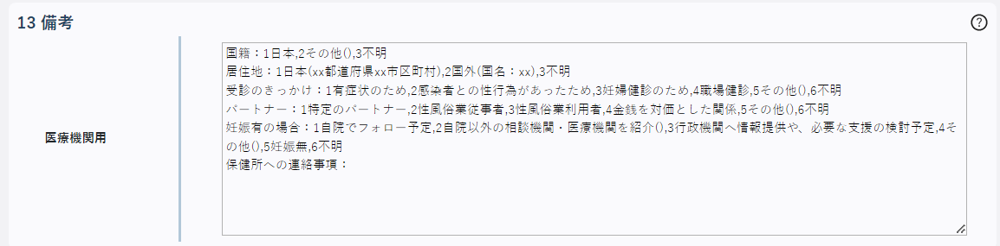 13 備考
?
医療機関用
国籍：1日本,2その他(),3不明
居住地：1日本(xx都道府県xx市区町村),2国外(国名：xx),3不明
受診のきっかけ：1有症状のため,2感染者との性行為があったため,3妊婦健診のため,4職場健診,5その他(),6不明
パートナー：1特定のパートナー,2性風俗業従事者,3性風俗業利用者,4金銭を対価とした関係,5その他(),6不明
妊娠有の場合：1自院でフォロー予定,2自院以外の相談機関・医療機関を紹介(),3行政機関へ情報提供や、必要な支援の検討予定,4そ
の他(),5妊娠無,6不明
保健所への連絡事項：